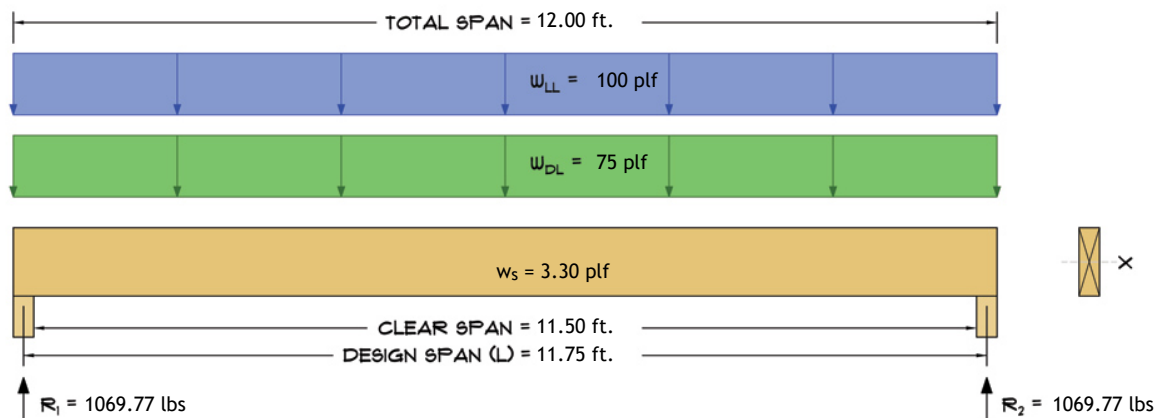 TOTAL SPAN = 12.00 ft.
wLL = 100 plf
wDL = 75 plf
ws = 3.30 plf
X
CLEAR SPAN = 11.50 ft.
DESIGN SPAN (L) = 11.75 ft.
R1 = 1069.77 lbs
R2 = 1069.77 lbs